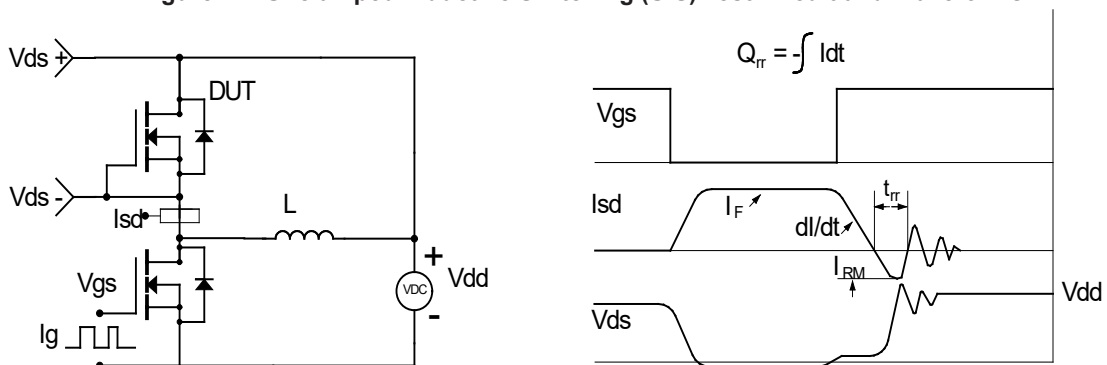 Vds +
DUT
Vds -
Isd
L
Vgs
Ig
+
VDC
Vdd
-
Qrr = -∫ Idt
Vgs
Isd
IF
trr
dI/dt
IRM
Vds
Vdd